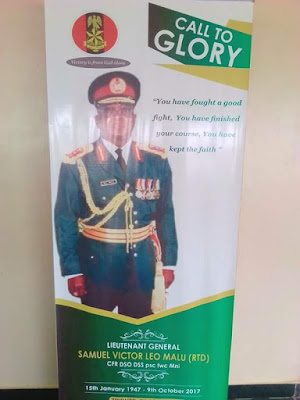 CALL TO
GLORY
Victory is from God alone
"You have fought a good
fight, You have finished
your course, You have
kept the faith"
LIEUTENANT GENERAL
SAMUEL VICTOR LEO MALU (RTD)
CFR DSO DSS psc fwc Mni
15th January 1947 - 9th October 2017